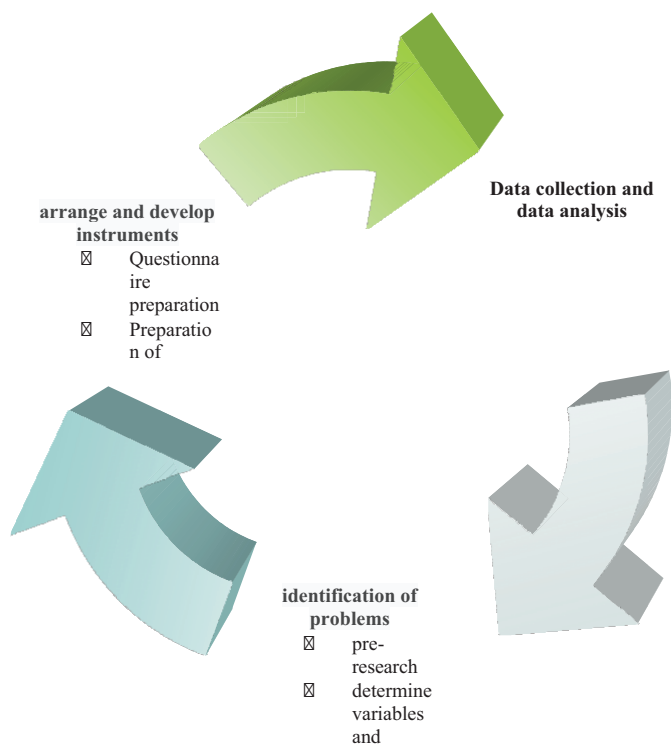 Data collection and
data analysis
arrange and develop
instruments
Questionna
ire
preparation
Preparatio
n of
identification of
problems
pre-
research
determine
variables and